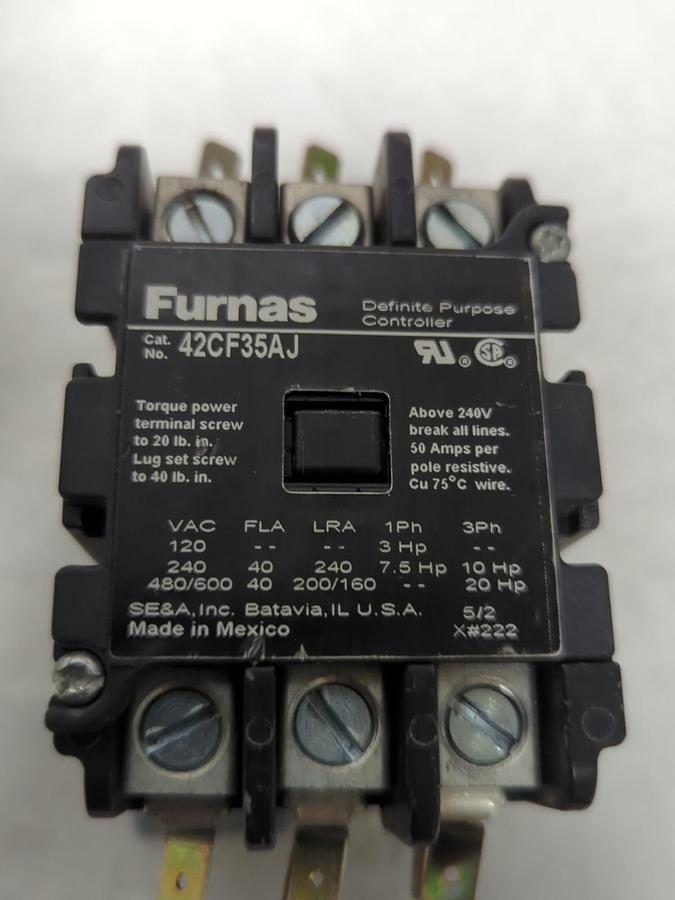 Furnas
Definite Purpose
Controller
Cat.
No. 42CF35AJ
Torque power
terminal screw
to 20 lb. in.
Lug set screw
to 40 lb. in.
Above 240V
break all lines.
50 Amps per
pole resistive.
Cu 75°C wire.
VAC FLA LRA 1Ph 3Ph
120 -- -- 3 Hp --
240 40 240 7.5 Hp 10 Hp
480/600 40 200/160 -- 20 Hp
SE&A, Inc. Batavia, IL U.S.A. 5/2
Made in Mexico X#222